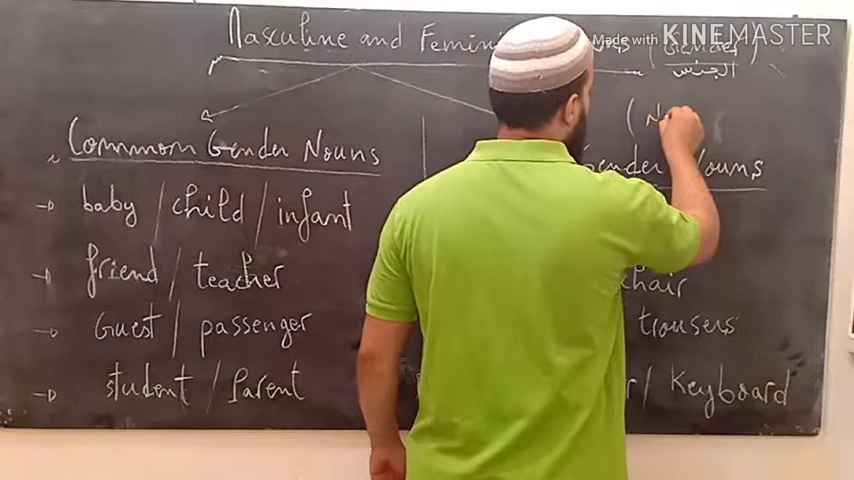 Masculine and Feminine (Gender)
الجنس
Made with KINEMASTER
Common Gender Nouns
Gender Nouns
→ baby / child / infant
→ friend / teacher
chair
→ Guest / passenger
trousers
→ student / Parent
/ Keyboard